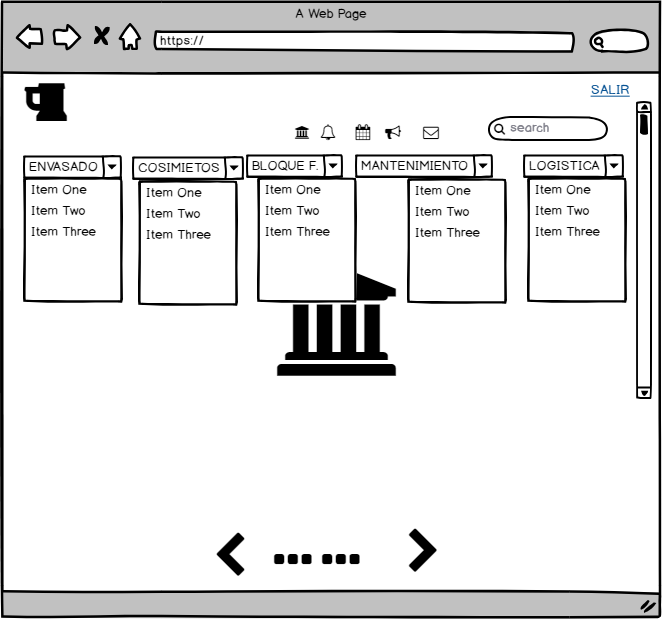 A Web Page
https://
SALIR
search
ENVASADO
COSIMIETOS
BLOQUE F.
MANTENIMIENTO
LOGISTICA
Item One
Item Two
Item Three
Item One
Item Two
Item Three
Item One
Item Two
Item Three
Item One
Item Two
Item Three
Item One
Item Two
Item Three